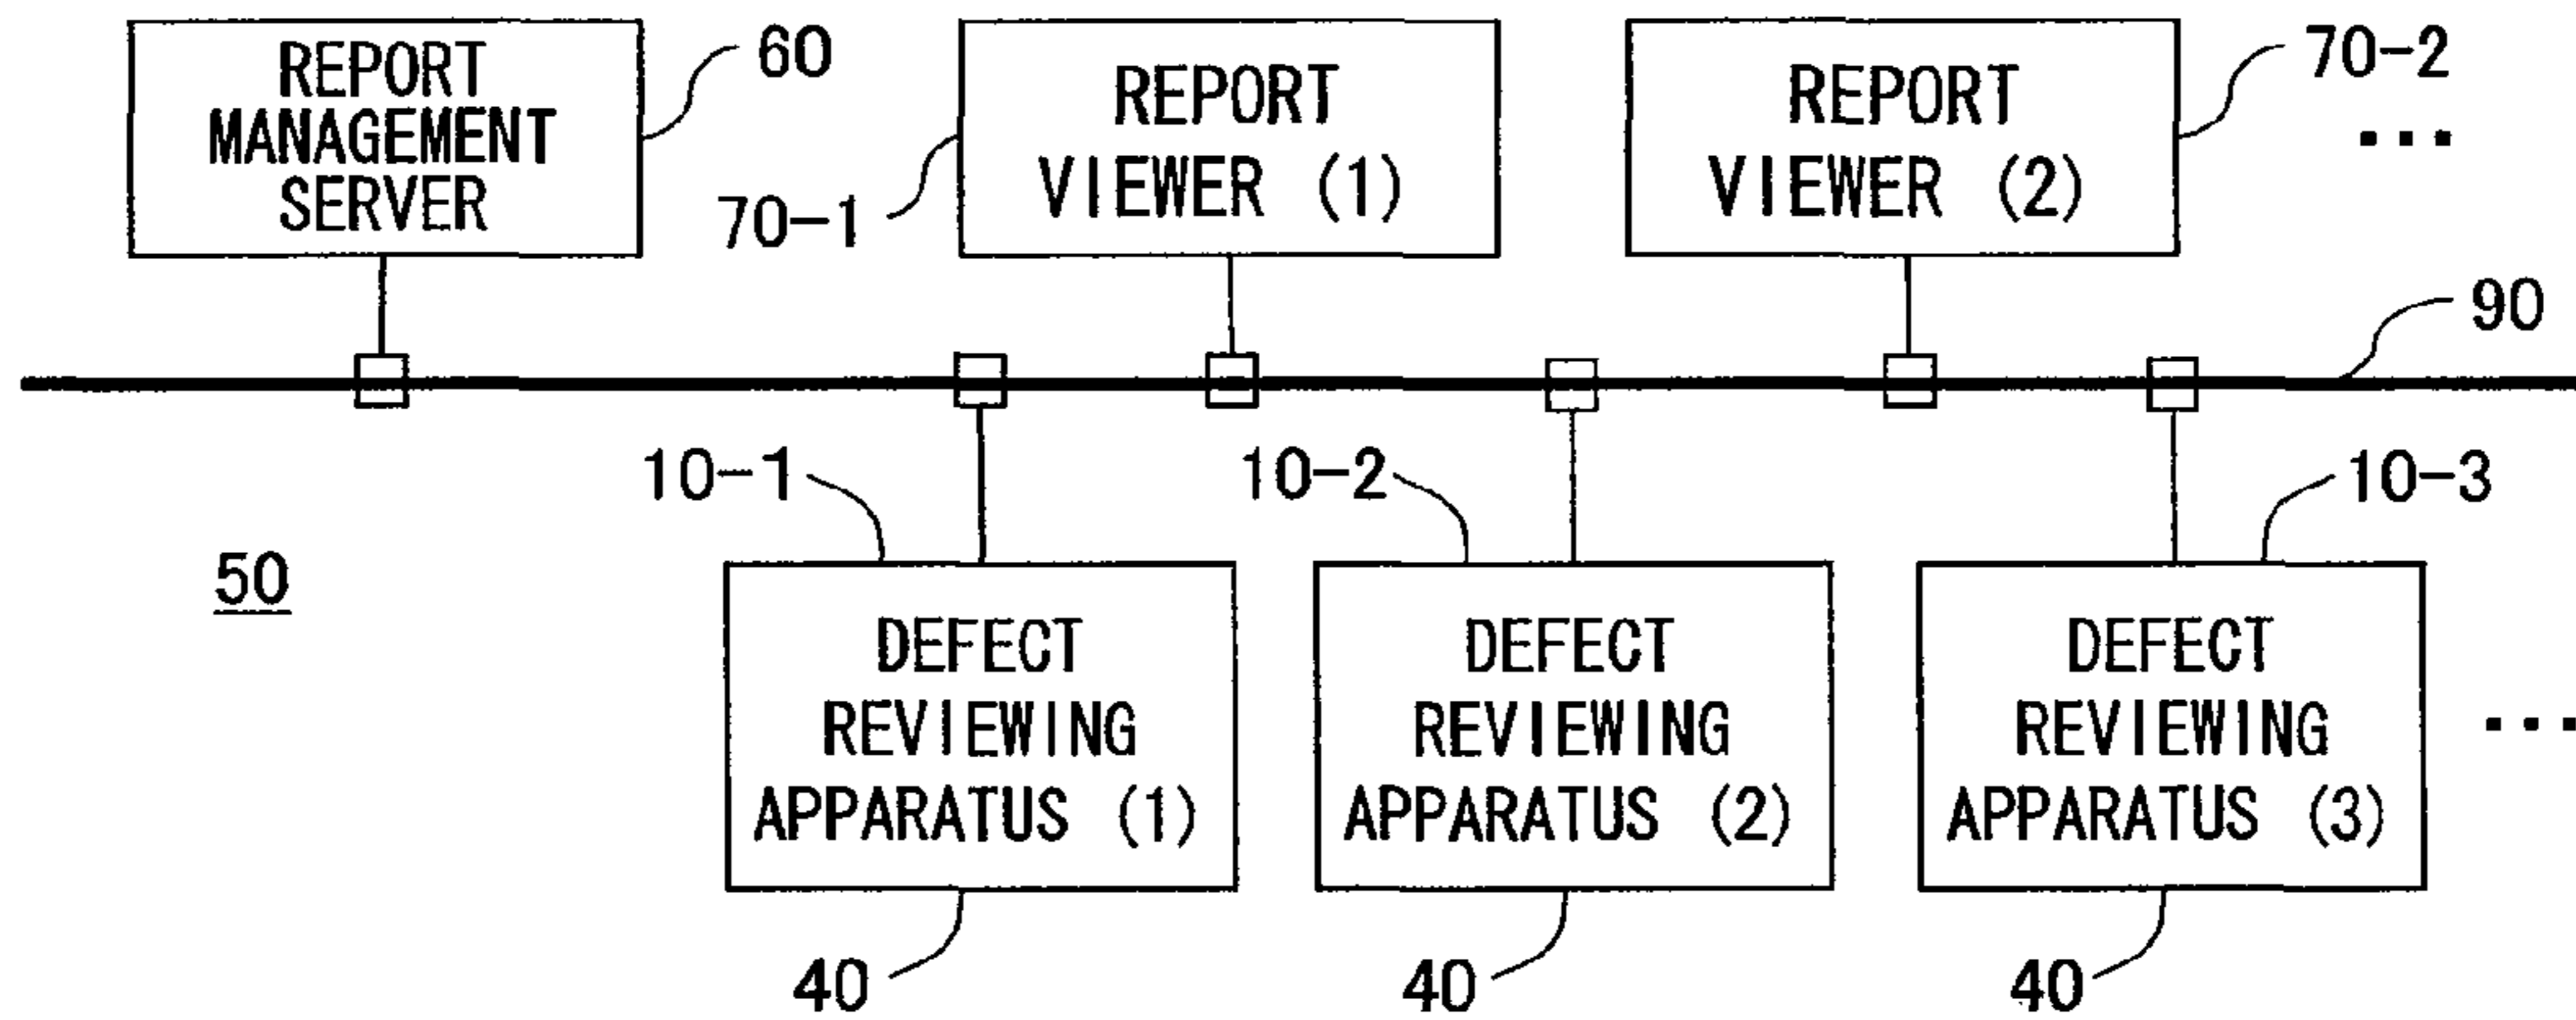 REPORT
MANAGEMENT
SERVER
60
REPORT
VIEWER (1)
70-1
REPORT
VIEWER (2)
70-2
...
90
50
10-1
DEFECT
REVIEWING
APPARATUS (1)
40
10-2
DEFECT
REVIEWING
APPARATUS (2)
40
10-3
DEFECT
REVIEWING
APPARATUS (3)
40
...